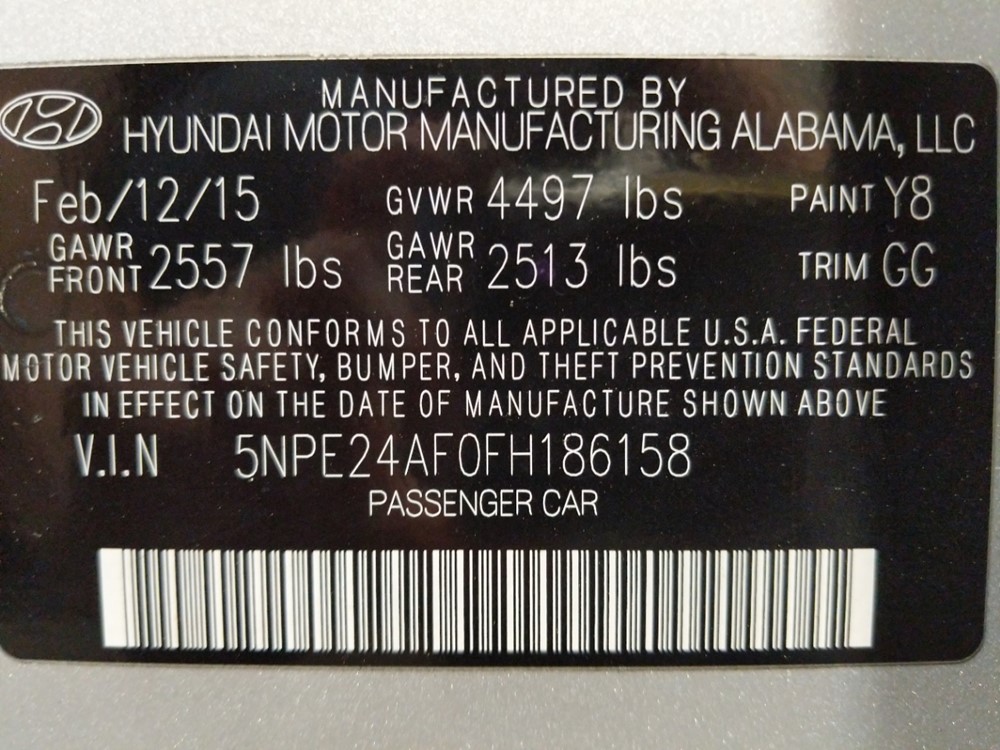 MANUFACTURED BY
HYUNDAI MOTOR MANUFACTURING ALABAMA, LLC
Feb/12/15 GVWR 4497 lbs PAINT Y8
GAWR FRONT 2557 lbs GAWR REAR 2513 lbs TRIM GG
THIS VEHICLE CONFORMS TO ALL APPLICABLE U.S.A. FEDERAL
MOTOR VEHICLE SAFETY, BUMPER, AND THEFT PREVENTION STANDARDS
IN EFFECT ON THE DATE OF MANUFACTURE SHOWN ABOVE
V.I.N 5NPE24AF0FH186158
PASSENGER CAR